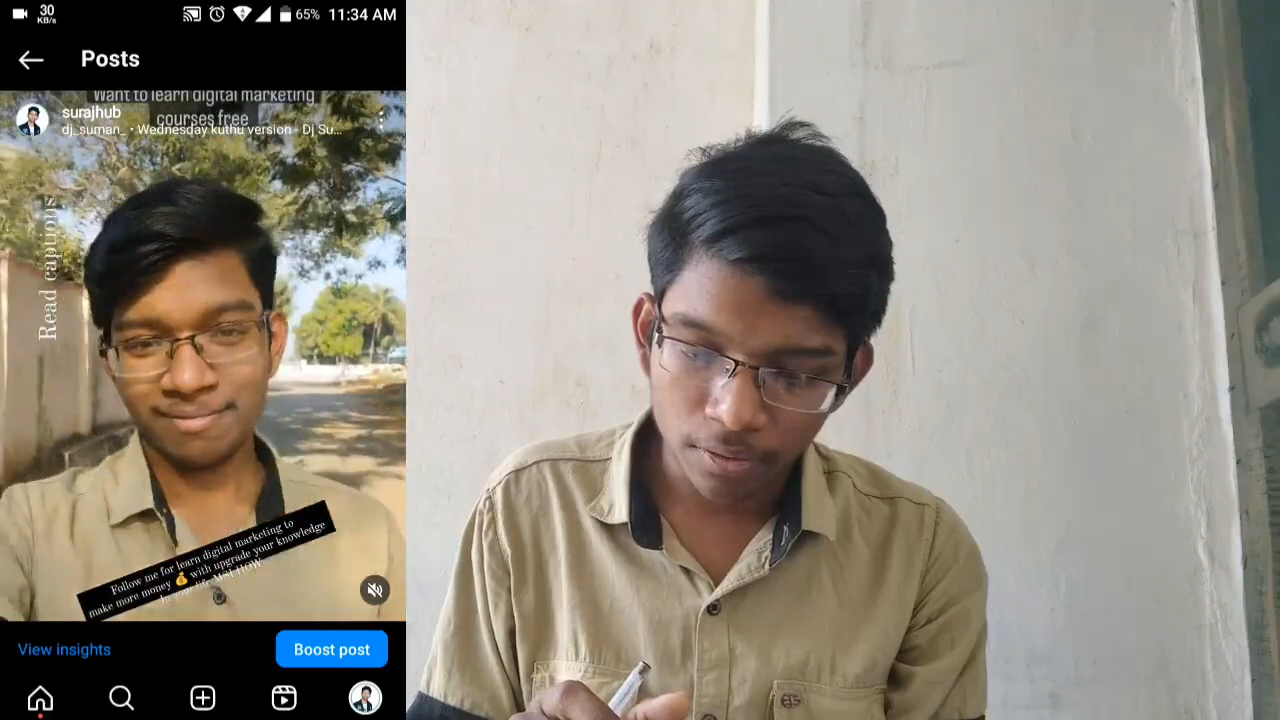 30
KB/s
65%
11:34 AM
Posts
Want to learn digital marketing
courses free
surajhub
dj_suman_ • Wednesday kuthu version - Dj Su...
Read captions
Follow me for learn digital marketing to
make more money 💰 with upgrade your knowledge
View insights
Boost post